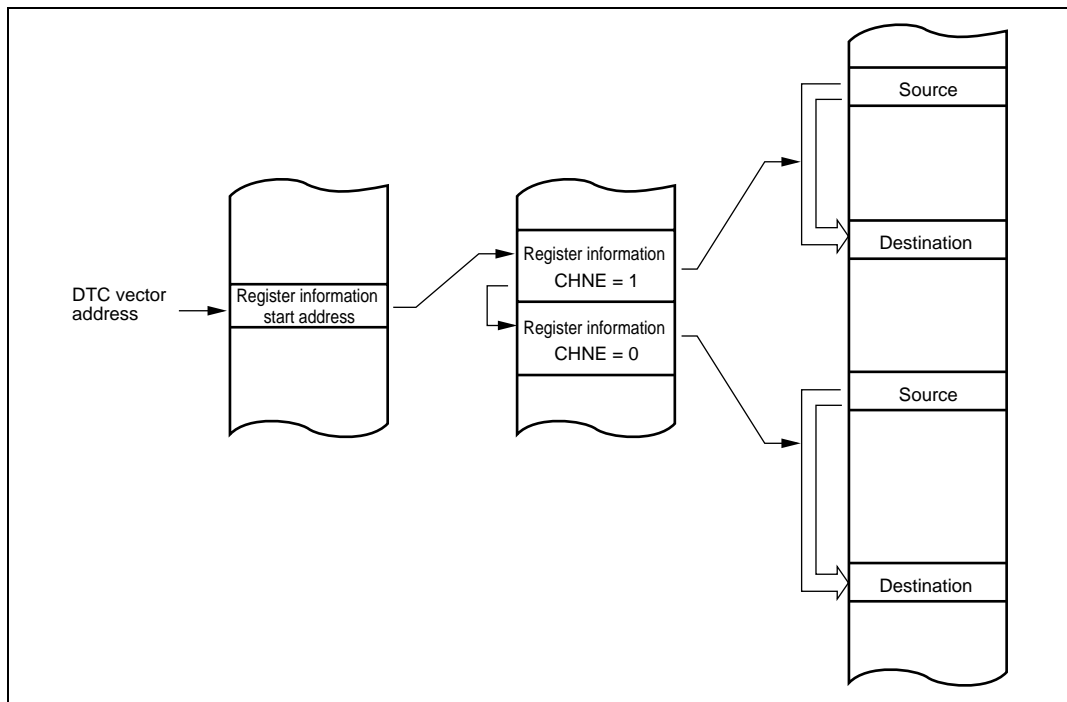 DTC vector
address
Register information
start address
Register information
CHNE = 1
Register information
CHNE = 0
Source
Destination
Source
Destination